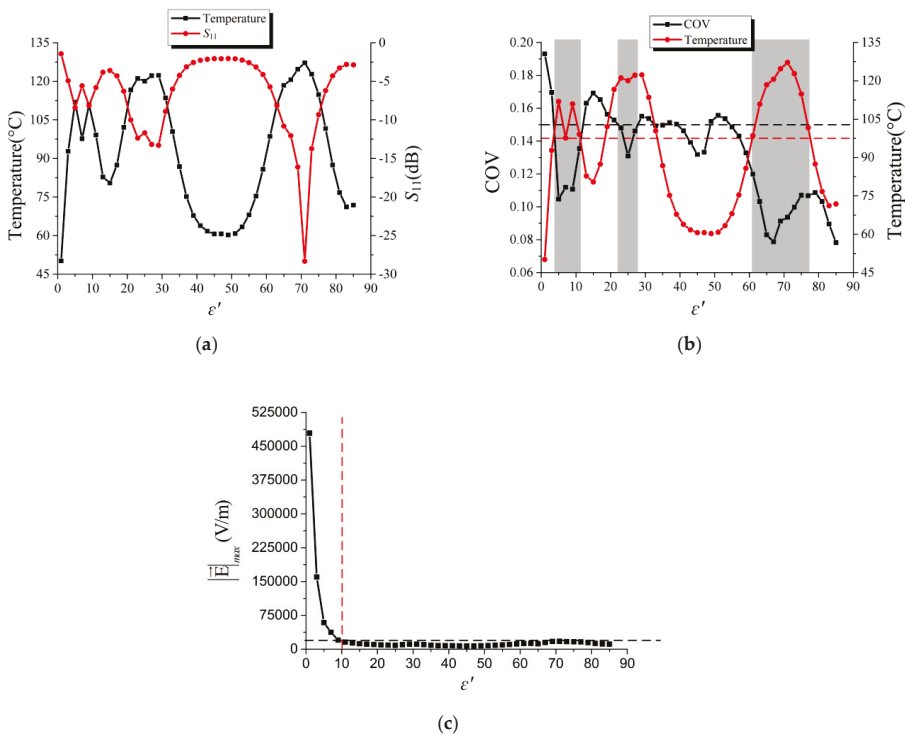 Temperature
S₁₁
135
120
105
90
75
60
45
Temperature(°C)
0
-5
-10
-15
-20
-25
-30
S₁₁(dB)
0 10 20 30 40 50 60 70 80 90
ε′
(a)
COV
Temperature
0.20
0.18
0.16
0.14
0.12
0.10
0.08
0.06
COV
135
120
105
90
75
60
45
Temperature(°C)
0 10 20 30 40 50 60 70 80 90
ε′
(b)
525000
450000
375000
300000
225000
150000
75000
0
|E⃗|max (V/m)
0 10 20 30 40 50 60 70 80 90
ε′
(c)